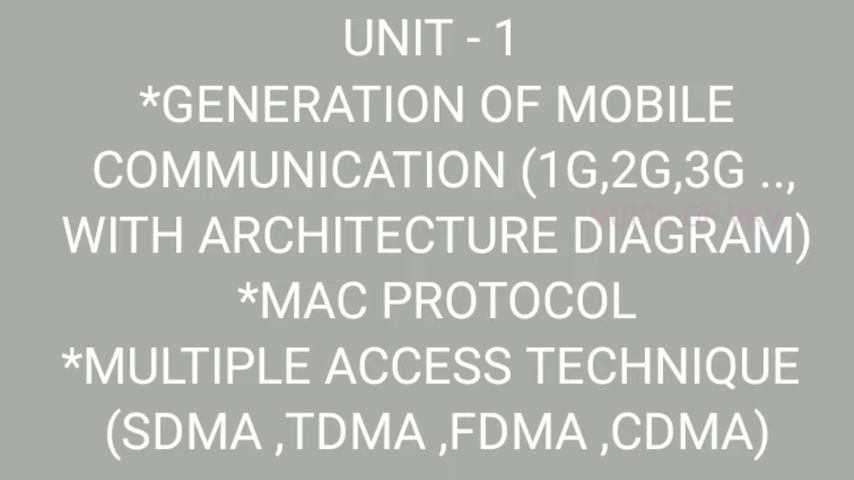 UNIT - 1
*GENERATION OF MOBILE
COMMUNICATION (1G,2G,3G ..,
WITH ARCHITECTURE DIAGRAM)
*MAC PROTOCOL
*MULTIPLE ACCESS TECHNIQUE
(SDMA ,TDMA ,FDMA ,CDMA)